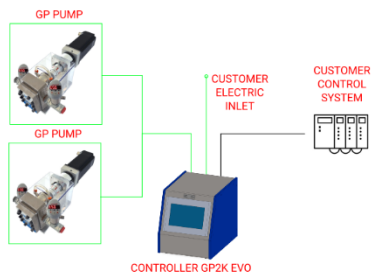 GP PUMP
GP PUMP
CUSTOMER
ELECTRIC
INLET
CUSTOMER
CONTROL
SYSTEM
CONTROLLER GP2K EVO